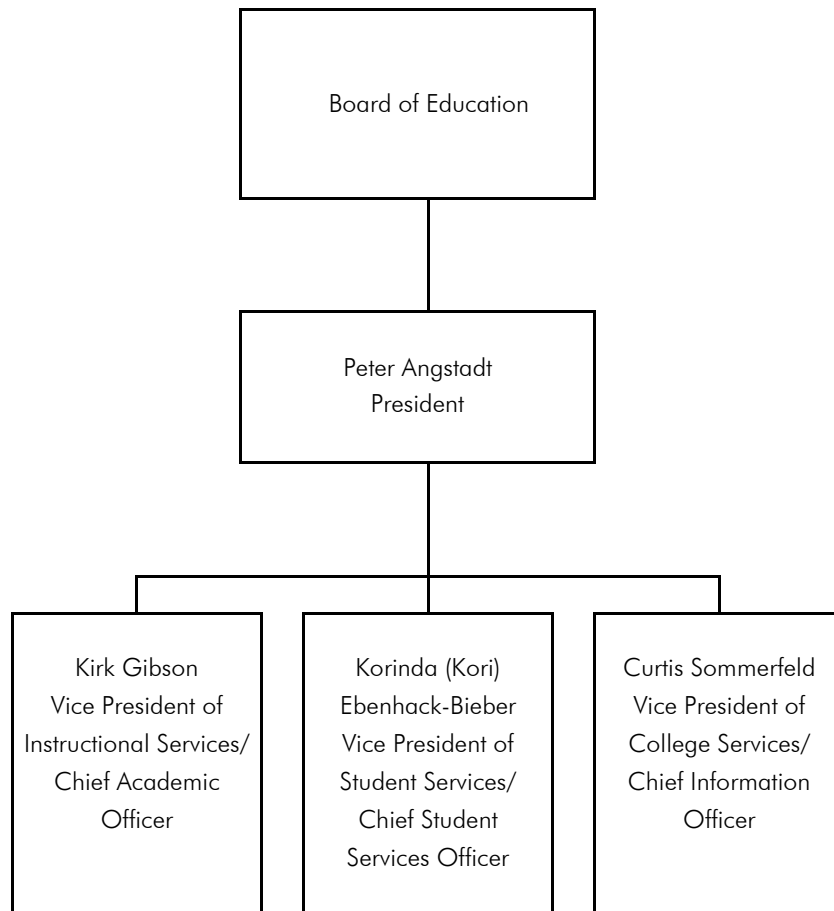 Board of Education
Peter Angstadt
President
Kirk Gibson
Vice President of
Instructional Services/
Chief Academic
Officer
Korinda (Kori)
Ebenhack-Bieber
Vice President of
Student Services/
Chief Student
Services Officer
Curtis Sommerfeld
Vice President of
College Services/
Chief Information
Officer